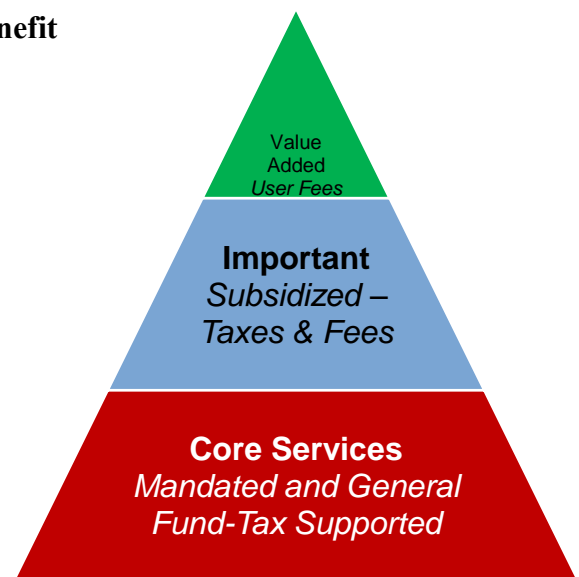 nefit
Value
Added
User Fees
Important
Subsidized –
Taxes & Fees
Core Services
Mandated and General
Fund-Tax Supported